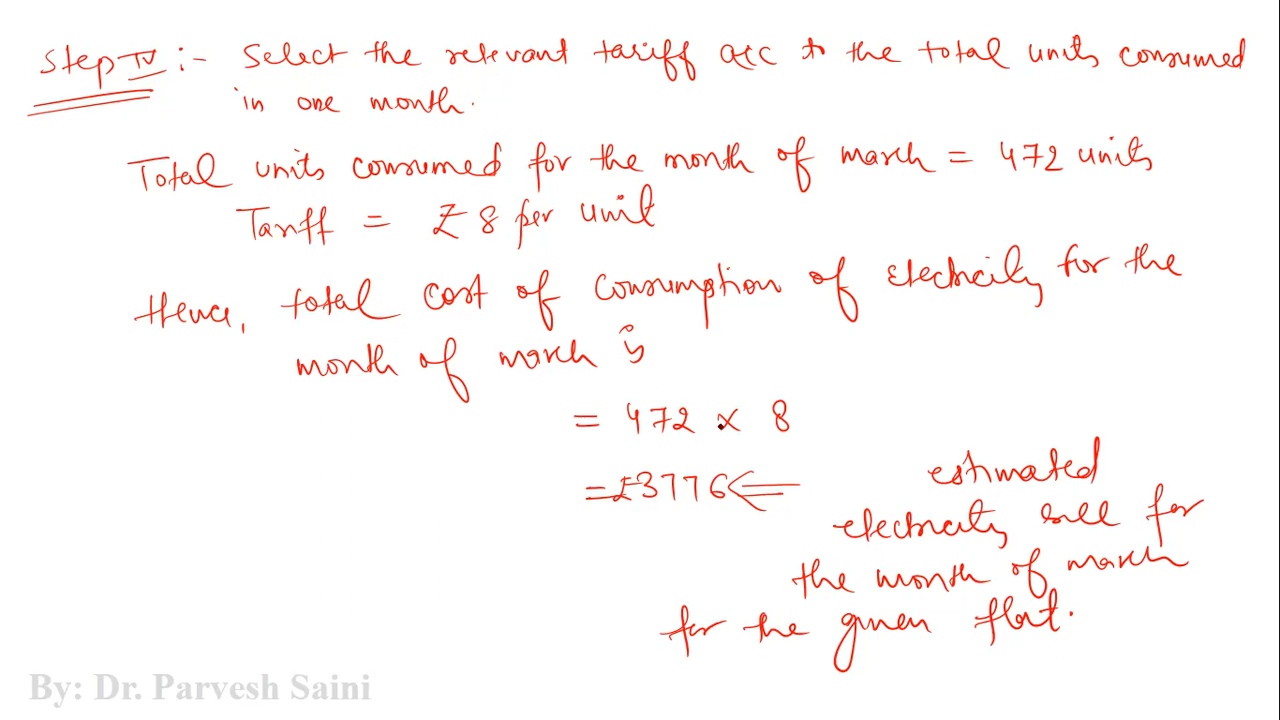 Step IV :- Select the relevant tariff acc to the total units consumed
in one month.
Total units consumed for the month of march = 472 units
Tariff = ₹ 8 per unit
Hence, total cost of consumption of electricity for the
month of march is
= 472 × 8
= ₹3776 ⇐
estimated
electricity bill for
the month of march
for the given flat.
By: Dr. Parvesh Saini